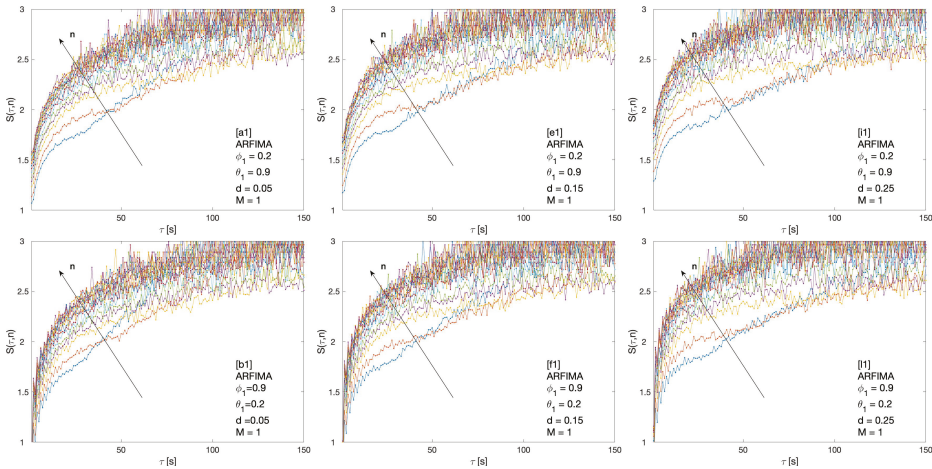 3
2.5
2
1.5
1
S(τ,n)
n
[a1]
ARFIMA
ϕ₁ = 0.2
θ₁ = 0.9
d = 0.05
M = 1
50
100
150
τ [s]
3
2.5
2
1.5
1
S(τ,n)
n
[e1]
ARFIMA
ϕ₁ = 0.2
θ₁ = 0.9
d = 0.15
M = 1
50
100
150
τ [s]
3
2.5
2
1.5
1
S(τ,n)
n
[i1]
ARFIMA
ϕ₁ = 0.2
θ₁ = 0.9
d = 0.25
M = 1
50
100
150
τ [s]
3
2.5
2
1.5
1
S(τ,n)
n
[b1]
ARFIMA
ϕ₁=0.9
θ₁=0.2
d =0.05
M = 1
50
100
150
τ [s]
3
2.5
2
1.5
1
S(τ,n)
n
[f1]
ARFIMA
ϕ₁ = 0.9
θ₁ = 0.2
d = 0.15
M = 1
50
100
150
τ [s]
3
2.5
2
1.5
1
S(τ,n)
n
[l1]
ARFIMA
ϕ₁ = 0.9
θ₁ = 0.2
d = 0.25
M = 1
50
100
150
τ [s]